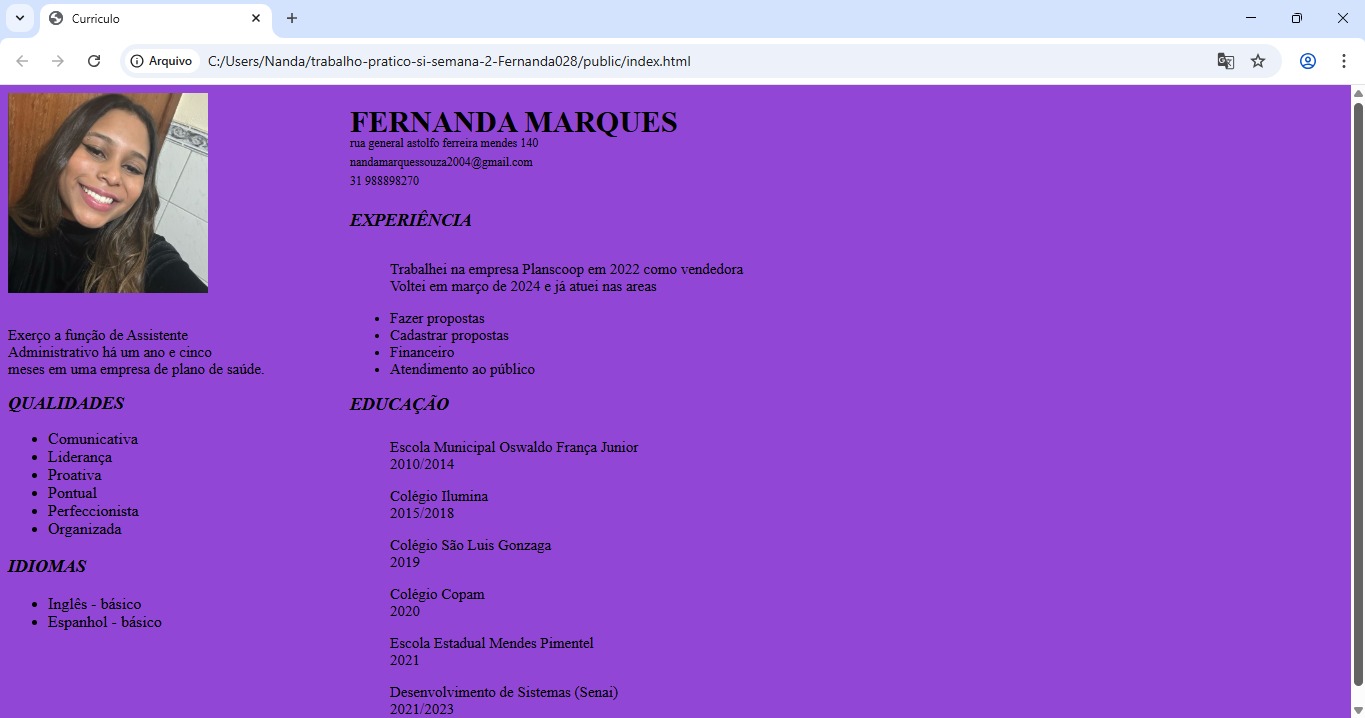 Curriculo
Arquivo
C:/Users/Nanda/trabalho-pratico-si-semana-2-Fernanda028/public/index.html
Exerço a função de Assistente
Administrativo há um ano e cinco
meses em uma empresa de plano de saúde.
QUALIDADES
Comunicativa
Liderança
Proativa
Pontual
Perfeccionista
Organizada
IDIOMAS
Inglês - básico
Espanhol - básico
FERNANDA MARQUES
rua general astolfo ferreira mendes 140
nandamarquessouza2004@gmail.com
31 988898270
EXPERIÊNCIA
Trabalhei na empresa Planscoop em 2022 como vendedora
Voltei em março de 2024 e já atuei nas areas
Fazer propostas
Cadastrar propostas
Financeiro
Atendimento ao público
EDUCAÇÃO
Escola Municipal Oswaldo França Junior
2010/2014
Colégio Ilumina
2015/2018
Colégio São Luis Gonzaga
2019
Colégio Copam
2020
Escola Estadual Mendes Pimentel
2021
Desenvolvimento de Sistemas (Senai)
2021/2023